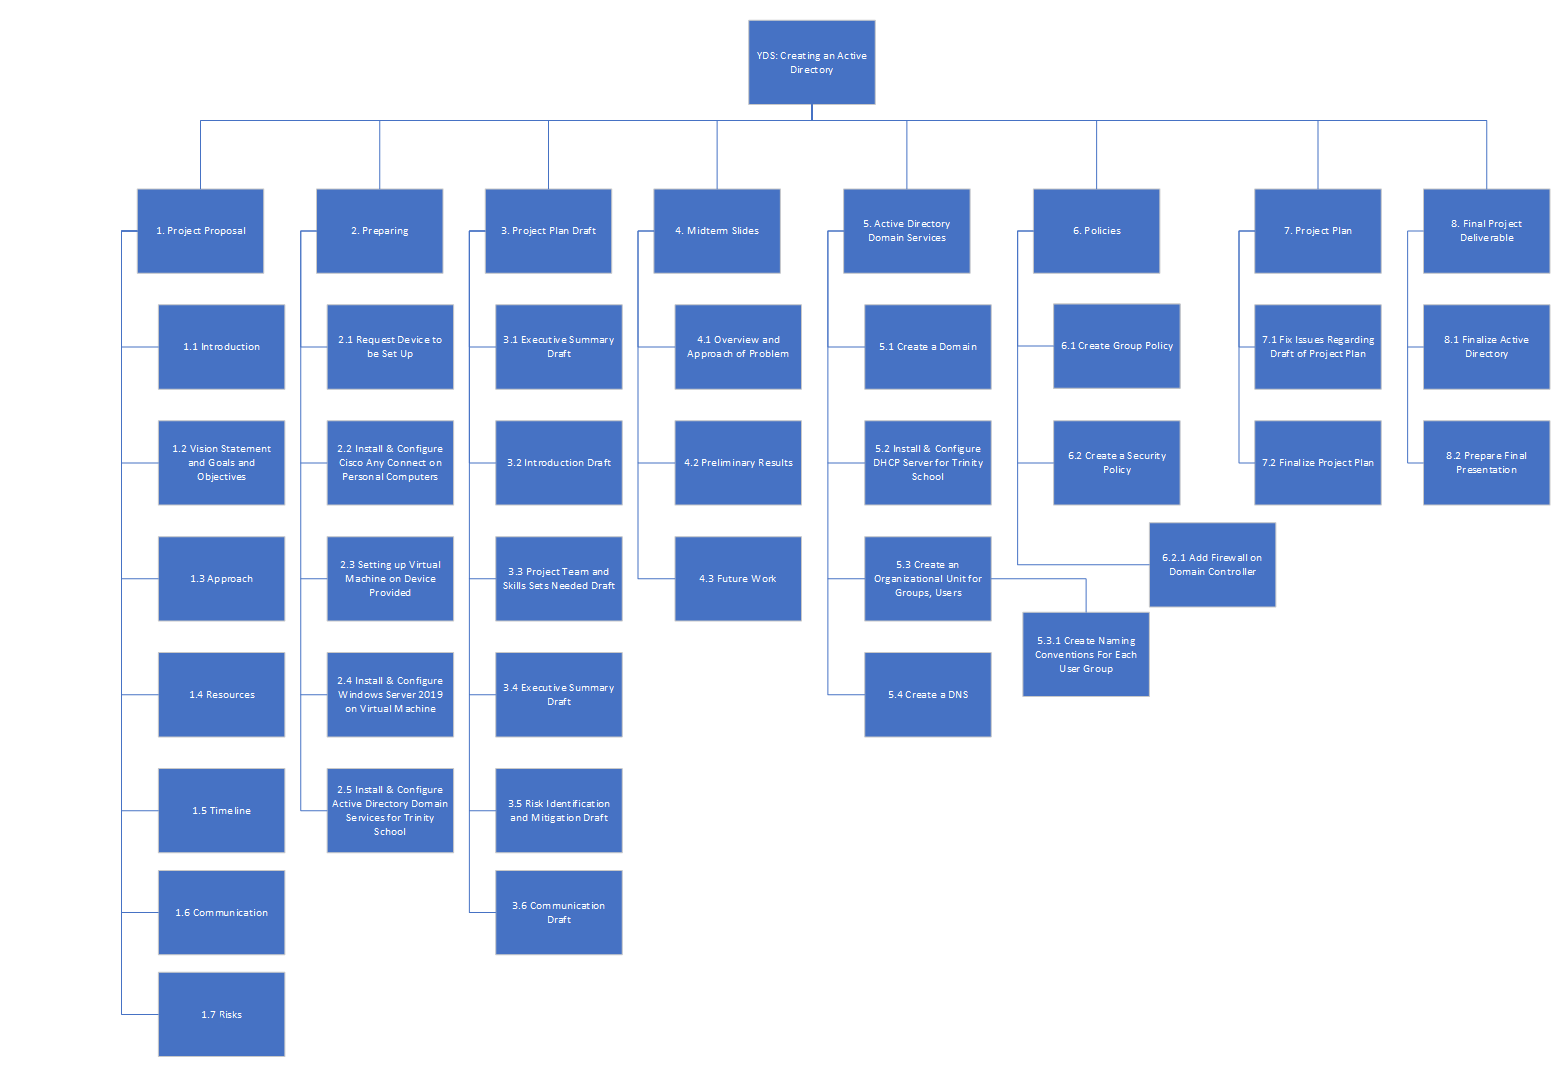 YDS: Creating an Active
Directory
1. Project Proposal
2. Preparing
3. Project Plan Draft
4. Midterm Slides
5. Active Directory
Domain Services
6. Policies
7. Project Plan
8. Final Project
Deliverable
1.1 Introduction
1.2 Vision Statement
and Goals and
Objectives
1.3 Approach
1.4 Resources
1.5 Timeline
1.6 Communication
1.7 Risks
2.1 Request Device to
be Set Up
2.2 Install & Configure
Cisco Any Connect on
Personal Computers
2.3 Setting up Virtual
Machine on Device
Provided
2.4 Install & Configure
Windows Server 2019
on Virtual Machine
2.5 Install & Configure
Active Directory Domain
Services for Trinity
School
3.1 Executive Summary
Draft
3.2 Introduction Draft
3.3 Project Team and
Skills Sets Needed Draft
3.4 Executive Summary
Draft
3.5 Risk Identification
and Mitigation Draft
3.6 Communication
Draft
4.1 Overview and
Approach of Problem
4.2 Preliminary Results
4.3 Future Work
5.1 Create a Domain
5.2 Install & Configure
DHCP Server for Trinity
School
5.3 Create an
Organizational Unit for
Groups, Users
5.3.1 Create Naming
Conventions For Each
User Group
5.4 Create a DNS
6.1 Create Group Policy
6.2 Create a Security
Policy
6.2.1 Add Firewall on
Domain Controller
7.1 Fix Issues Regarding
Draft of Project Plan
7.2 Finalize Project Plan
8.1 Finalize Active
Directory
8.2 Prepare Final
Presentation